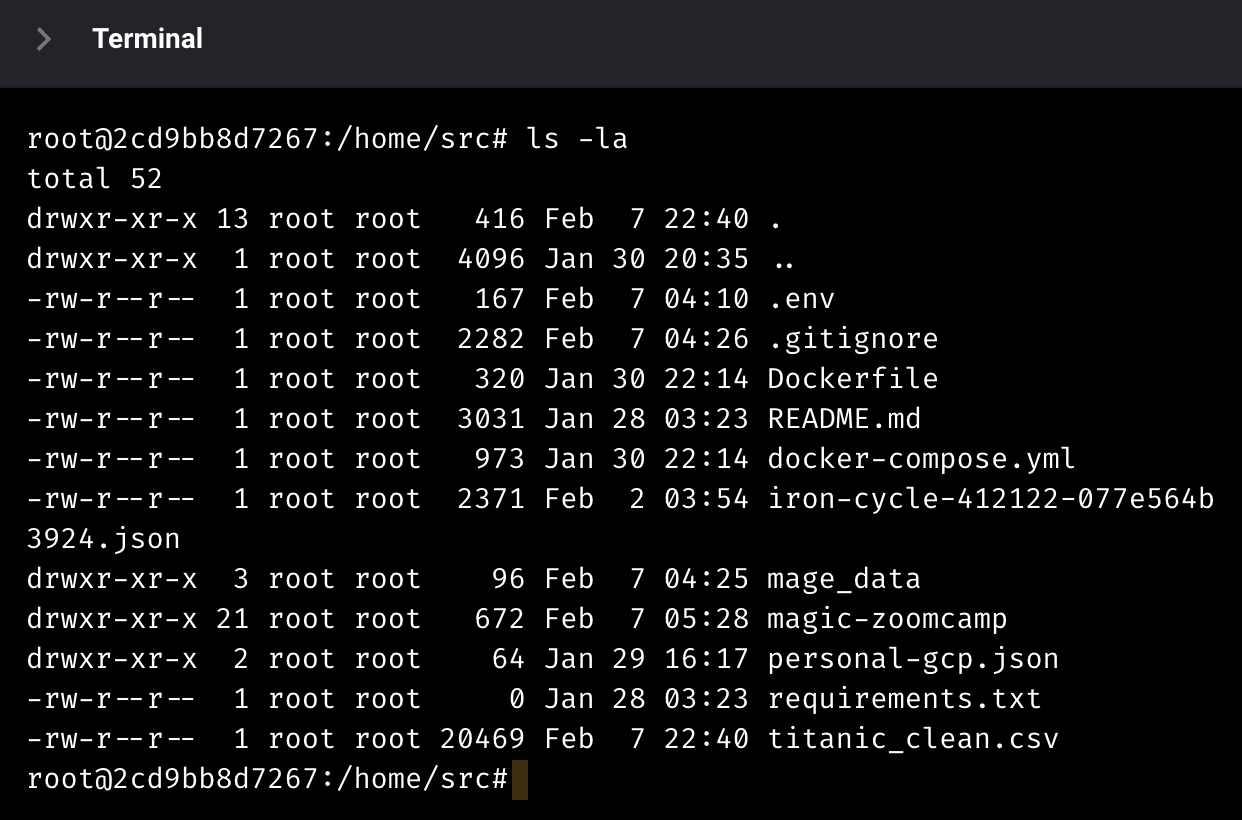 Terminal
root@2cd9bb8d7267:/home/src# ls -la
total 52
drwxr-xr-x 13 root root   416 Feb  7 22:40 .
drwxr-xr-x  1 root root  4096 Jan 30 20:35 ..
-rw-r--r--  1 root root   167 Feb  7 04:10 .env
-rw-r--r--  1 root root  2282 Feb  7 04:26 .gitignore
-rw-r--r--  1 root root   320 Jan 30 22:14 Dockerfile
-rw-r--r--  1 root root  3031 Jan 28 03:23 README.md
-rw-r--r--  1 root root   973 Jan 30 22:14 docker-compose.yml
-rw-r--r--  1 root root  2371 Feb  2 03:54 iron-cycle-412122-077e564b
3924.json
drwxr-xr-x  3 root root    96 Feb  7 04:25 mage_data
drwxr-xr-x 21 root root   672 Feb  7 05:28 magic-zoomcamp
drwxr-xr-x  2 root root    64 Jan 29 16:17 personal-gcp.json
-rw-r--r--  1 root root     0 Jan 28 03:23 requirements.txt
-rw-r--r--  1 root root 20469 Feb  7 22:40 titanic_clean.csv
root@2cd9bb8d7267:/home/src#